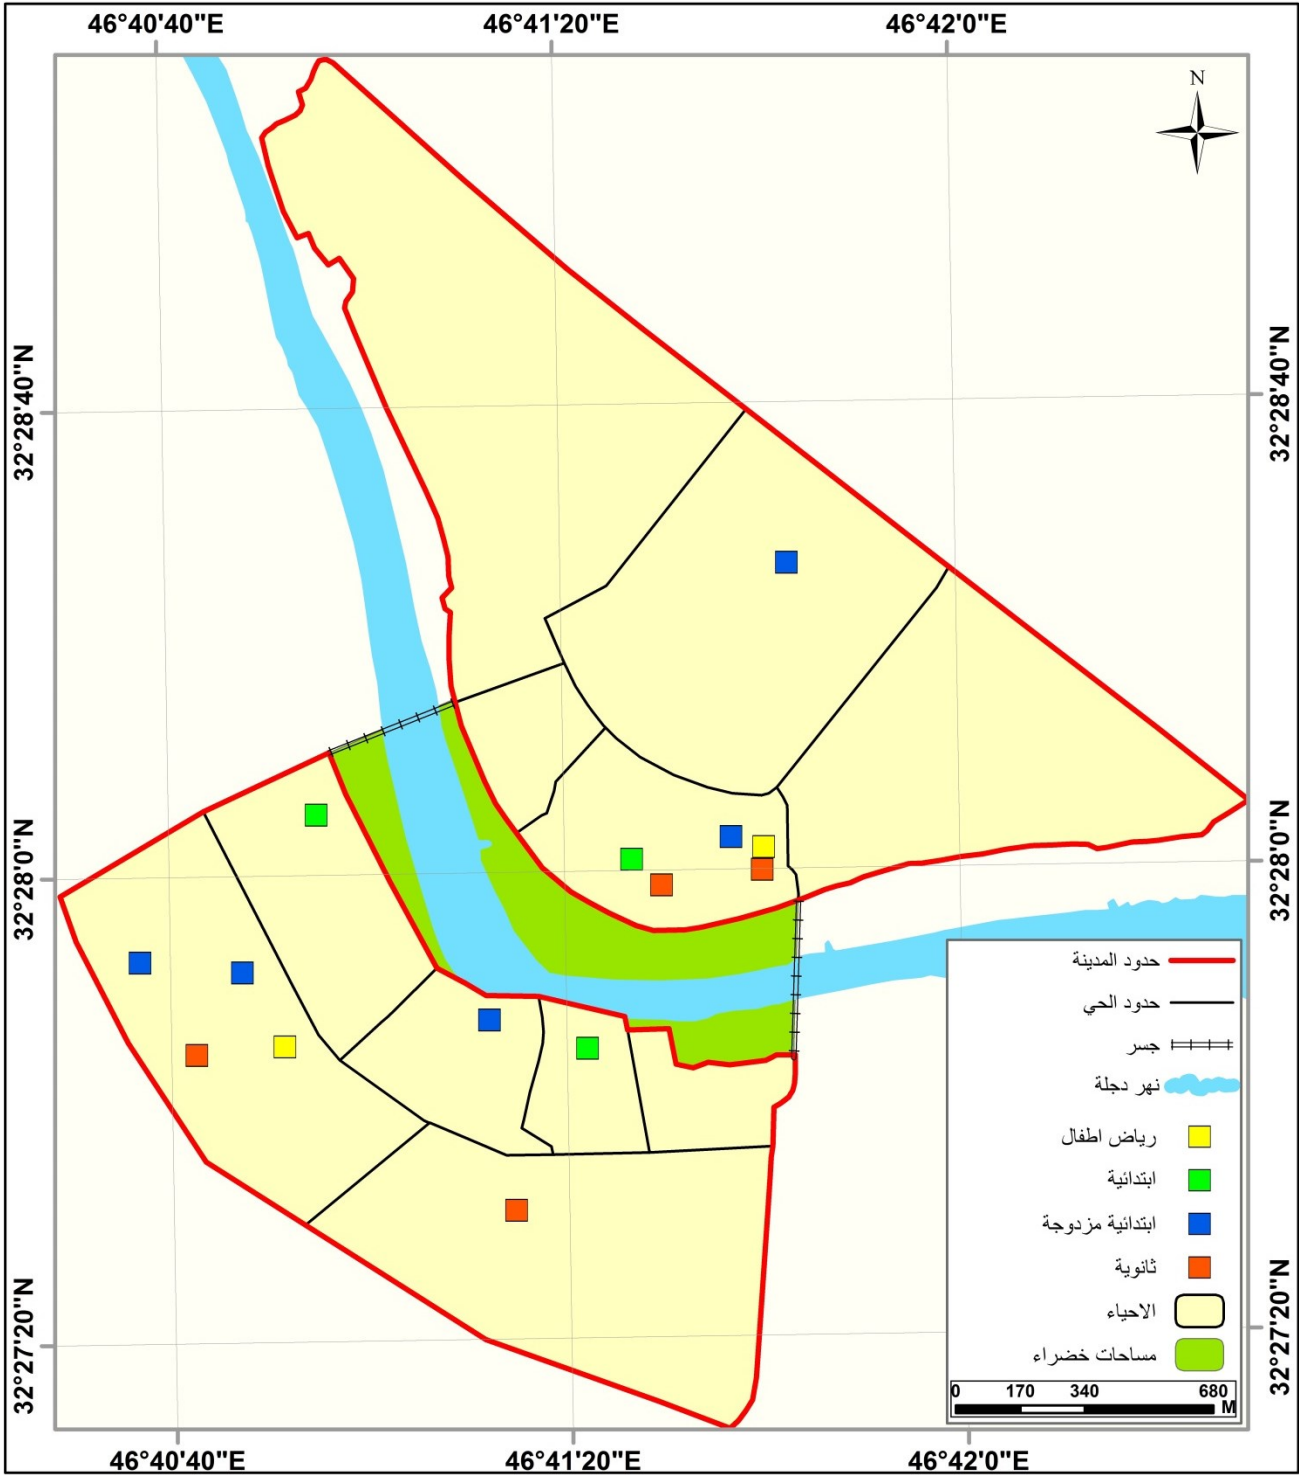 46°40'40"E 46°41'20"E 46°42'0"E
N
32°28'40"N 32°28'40"N
32°28'0"N 32°28'0"N
حدود المدينة
حدود الحي
جسر
نهر دجلة
رياض اطفال
ابتدائية
ابتدائية مزدوجة
ثانوية
الاحياء
مساحات خضراء
0 170 340 680
M
32°27'20"N 32°27'20"N
46°40'40"E 46°41'20"E 46°42'0"E